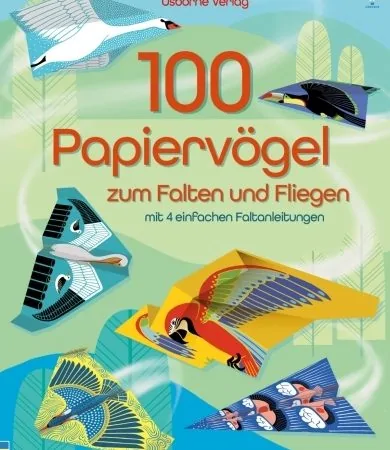 Usborne Verlag
100
Papiervögel
zum Falten und Fliegen
mit 4 einfachen Faltanleitungen